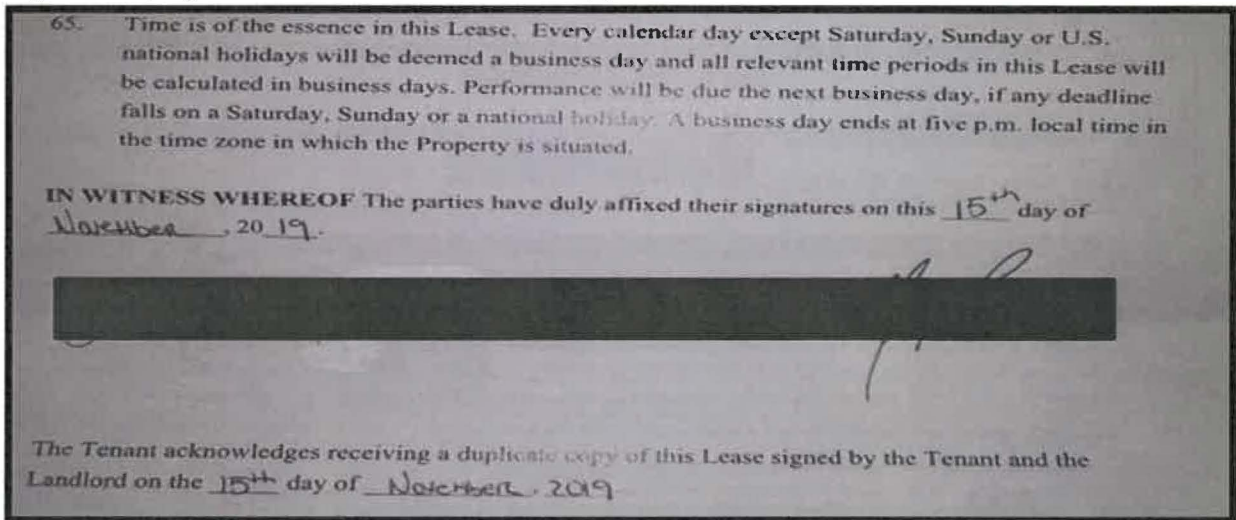 65. Time is of the essence in this Lease. Every calendar day except Saturday, Sunday or U.S.
national holidays will be deemed a business day and all relevant time periods in this Lease will
be calculated in business days. Performance will be due the next business day, if any deadline
falls on a Saturday, Sunday or a national holiday. A business day ends at five p.m. local time in
the time zone in which the Property is situated.
IN WITNESS WHEREOF The parties have duly affixed their signatures on this 15th day of
November, 20 19.
The Tenant acknowledges receiving a duplicate copy of this Lease signed by the Tenant and the
Landlord on the 15th day of November, 2019